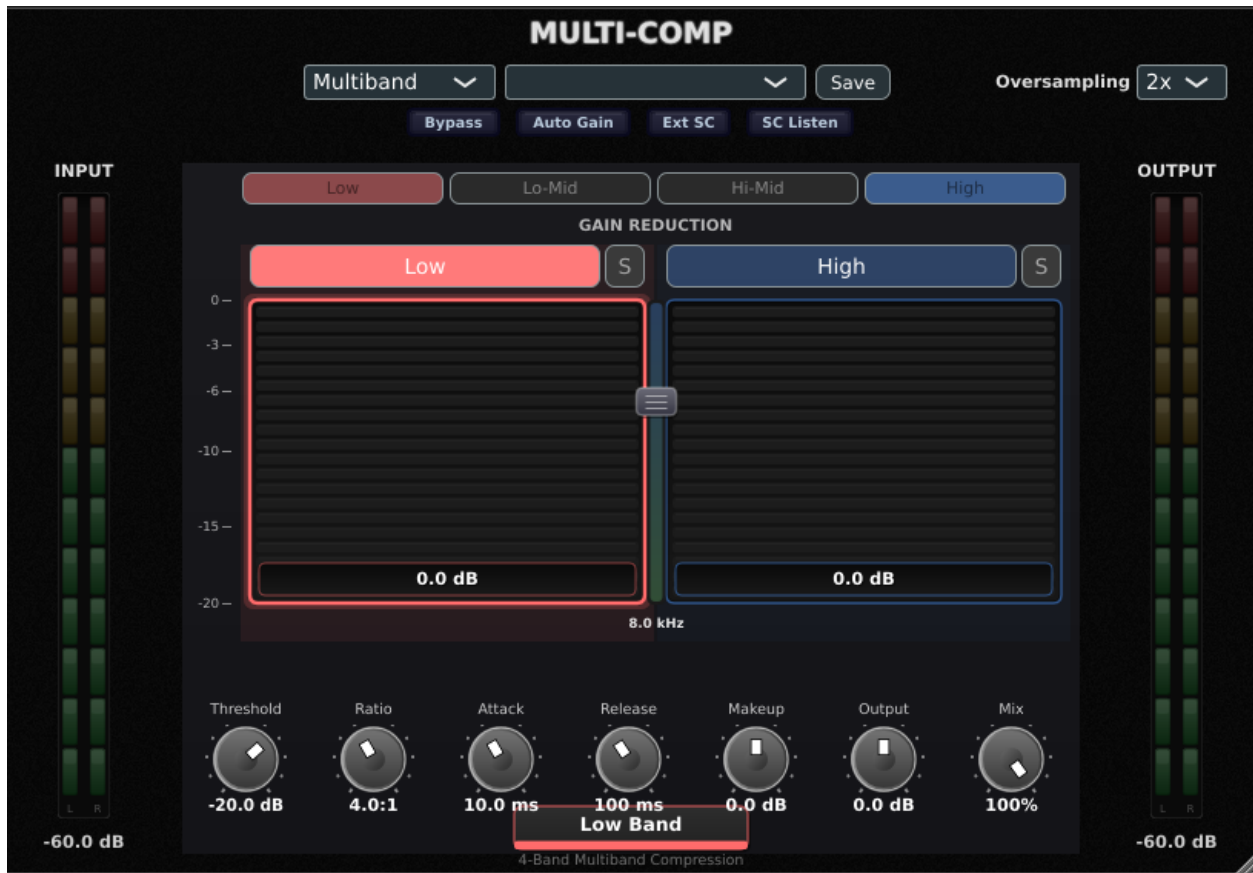 MULTI-COMP
Multiband
Save
Oversampling 2x
Bypass Auto Gain Ext SC SC Listen
INPUT
OUTPUT
Low Lo-Mid Hi-Mid High
GAIN REDUCTION
Low S High S
0
-3
-6
-10
-15
-20
0.0 dB 0.0 dB
8.0 kHz
Threshold Ratio Attack Release Makeup Output Mix
-20.0 dB 4.0:1 10.0 ms 100 ms 0.0 dB 0.0 dB 100%
L R
L R
Low Band
-60.0 dB
-60.0 dB
4-Band Multiband Compression